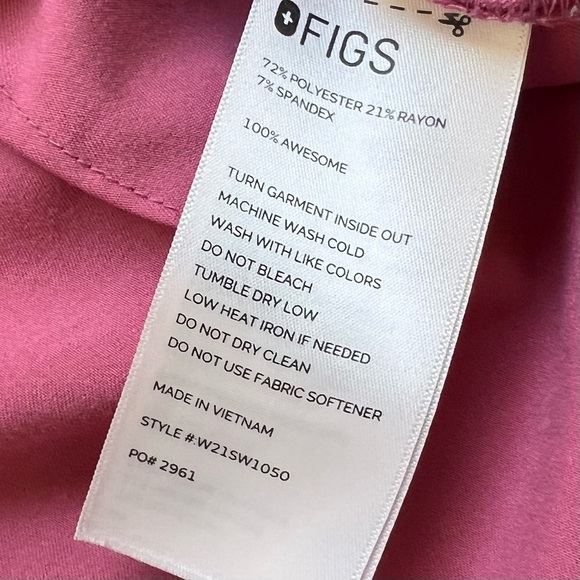 FIGS
72% POLYESTER 21% RAYON
7% SPANDEX
100% AWESOME
TURN GARMENT INSIDE OUT
MACHINE WASH COLD
WASH WITH LIKE COLORS
DO NOT BLEACH
TUMBLE DRY LOW
LOW HEAT IRON IF NEEDED
DO NOT DRY CLEAN
DO NOT USE FABRIC SOFTENER
MADE IN VIETNAM
STYLE #:W21SW1050
PO# 2961